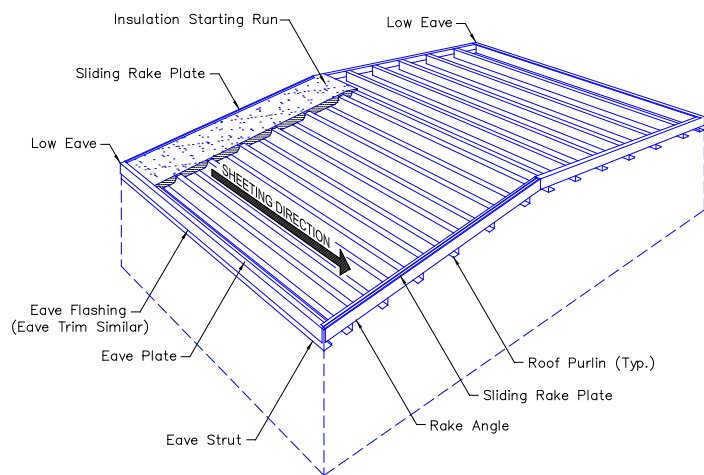 Insulation Starting Run
Low Eave
Sliding Rake Plate
Low Eave
SHEETING DIRECTION
Eave Flashing
(Eave Trim Similar)
Eave Plate
Roof Purlin (Typ.)
Sliding Rake Plate
Rake Angle
Eave Strut